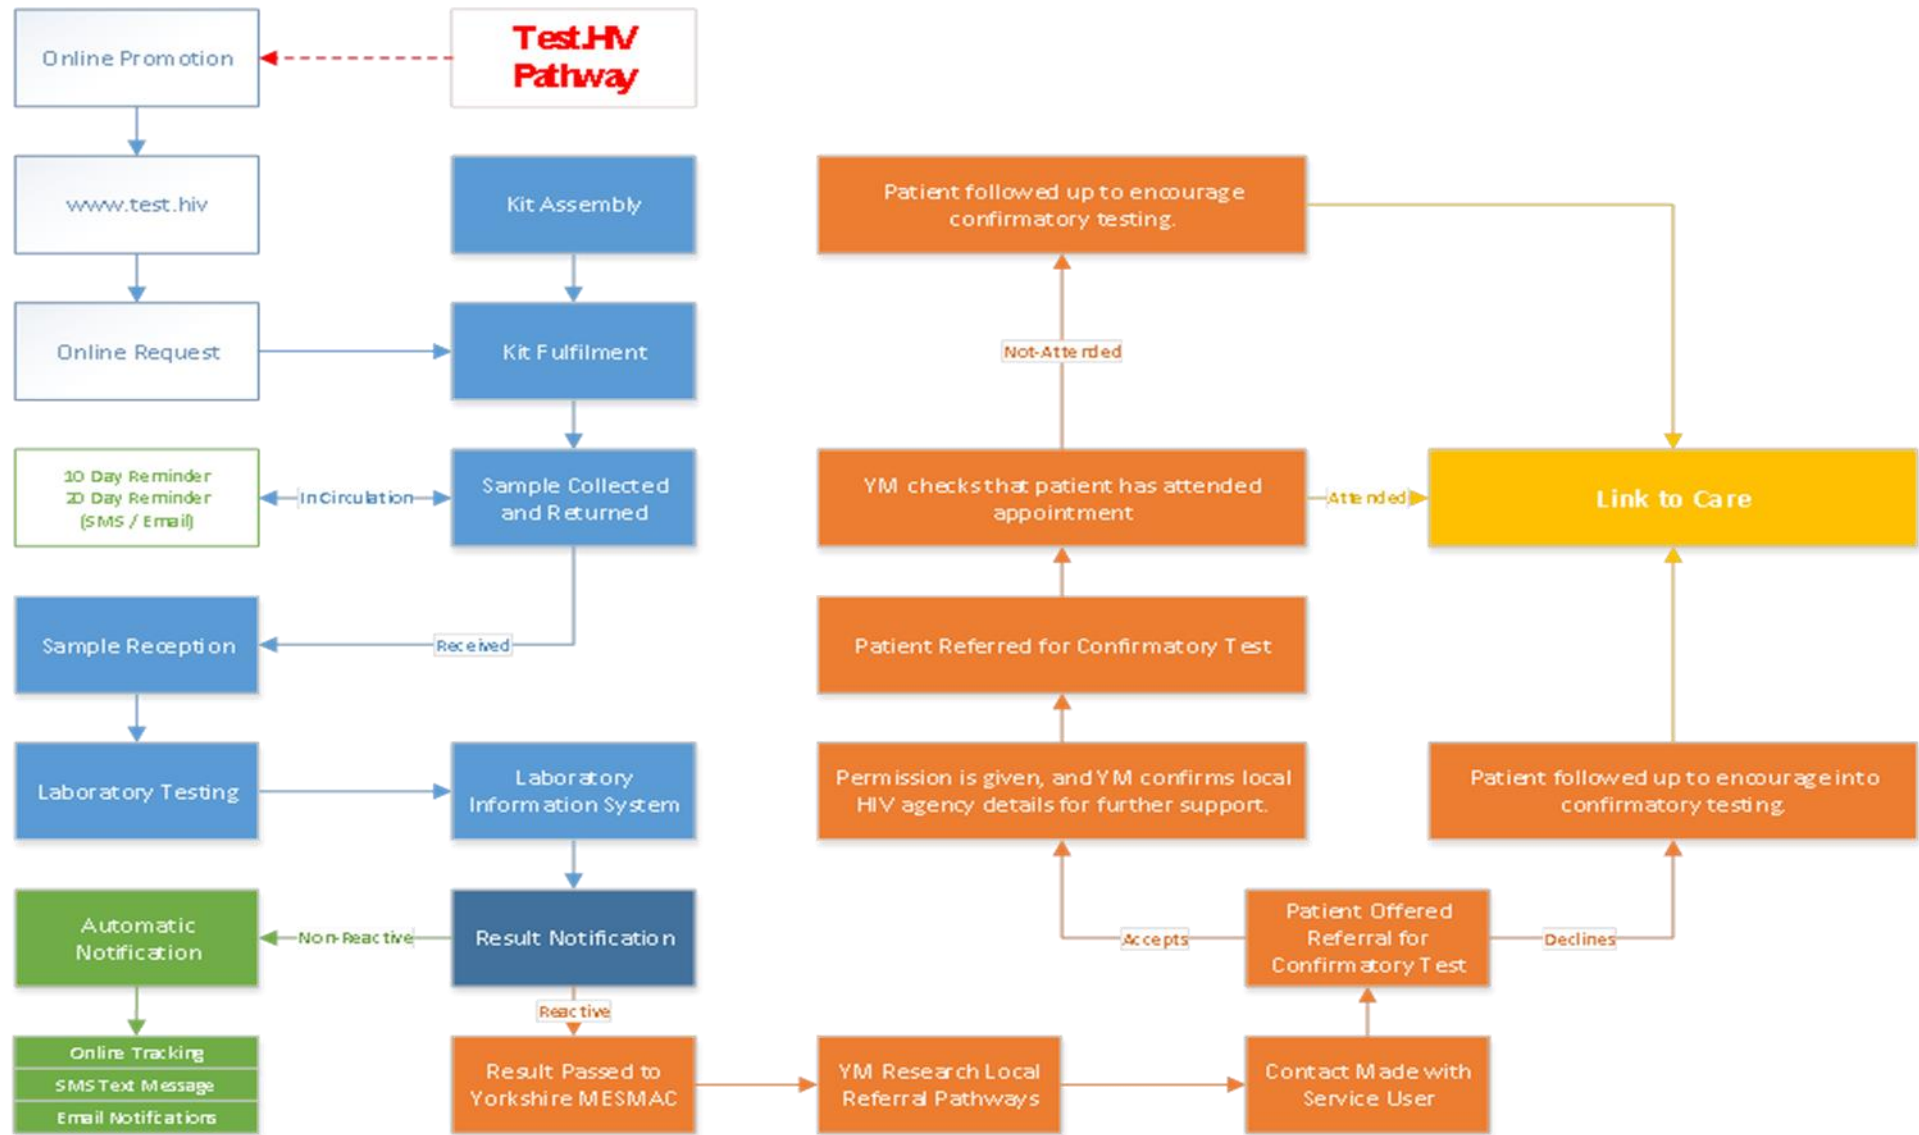 Online Promotion
Test.HIV
Pathway
www.test.hiv
Kit Assembly
Patient followed up to encourage
confirmatory testing.
Online Request
Kit Fulfilment
Not-Attended
10 Day Reminder
20 Day Reminder
(SMS / Email)
In Circulation
Sample Collected
and Returned
YM checks that patient has attended
appointment
Attended
Link to Care
Sample Reception
Received
Patient Referred for Confirmatory Test
Laboratory Testing
Laboratory
Information System
Permission is given, and YM confirms local
HIV agency details for further support.
Patient followed up to encourage into
confirmatory testing.
Automatic
Notification
Non-Reactive
Result Notification
Accepts
Patient Offered
Referral for
Confirmatory Test
Declines
Reactive
Online Tracking
SMS Text Message
Email Notifications
Result Passed to
Yorkshire MESMAC
YM Research Local
Referral Pathways
Contact Made with
Service User